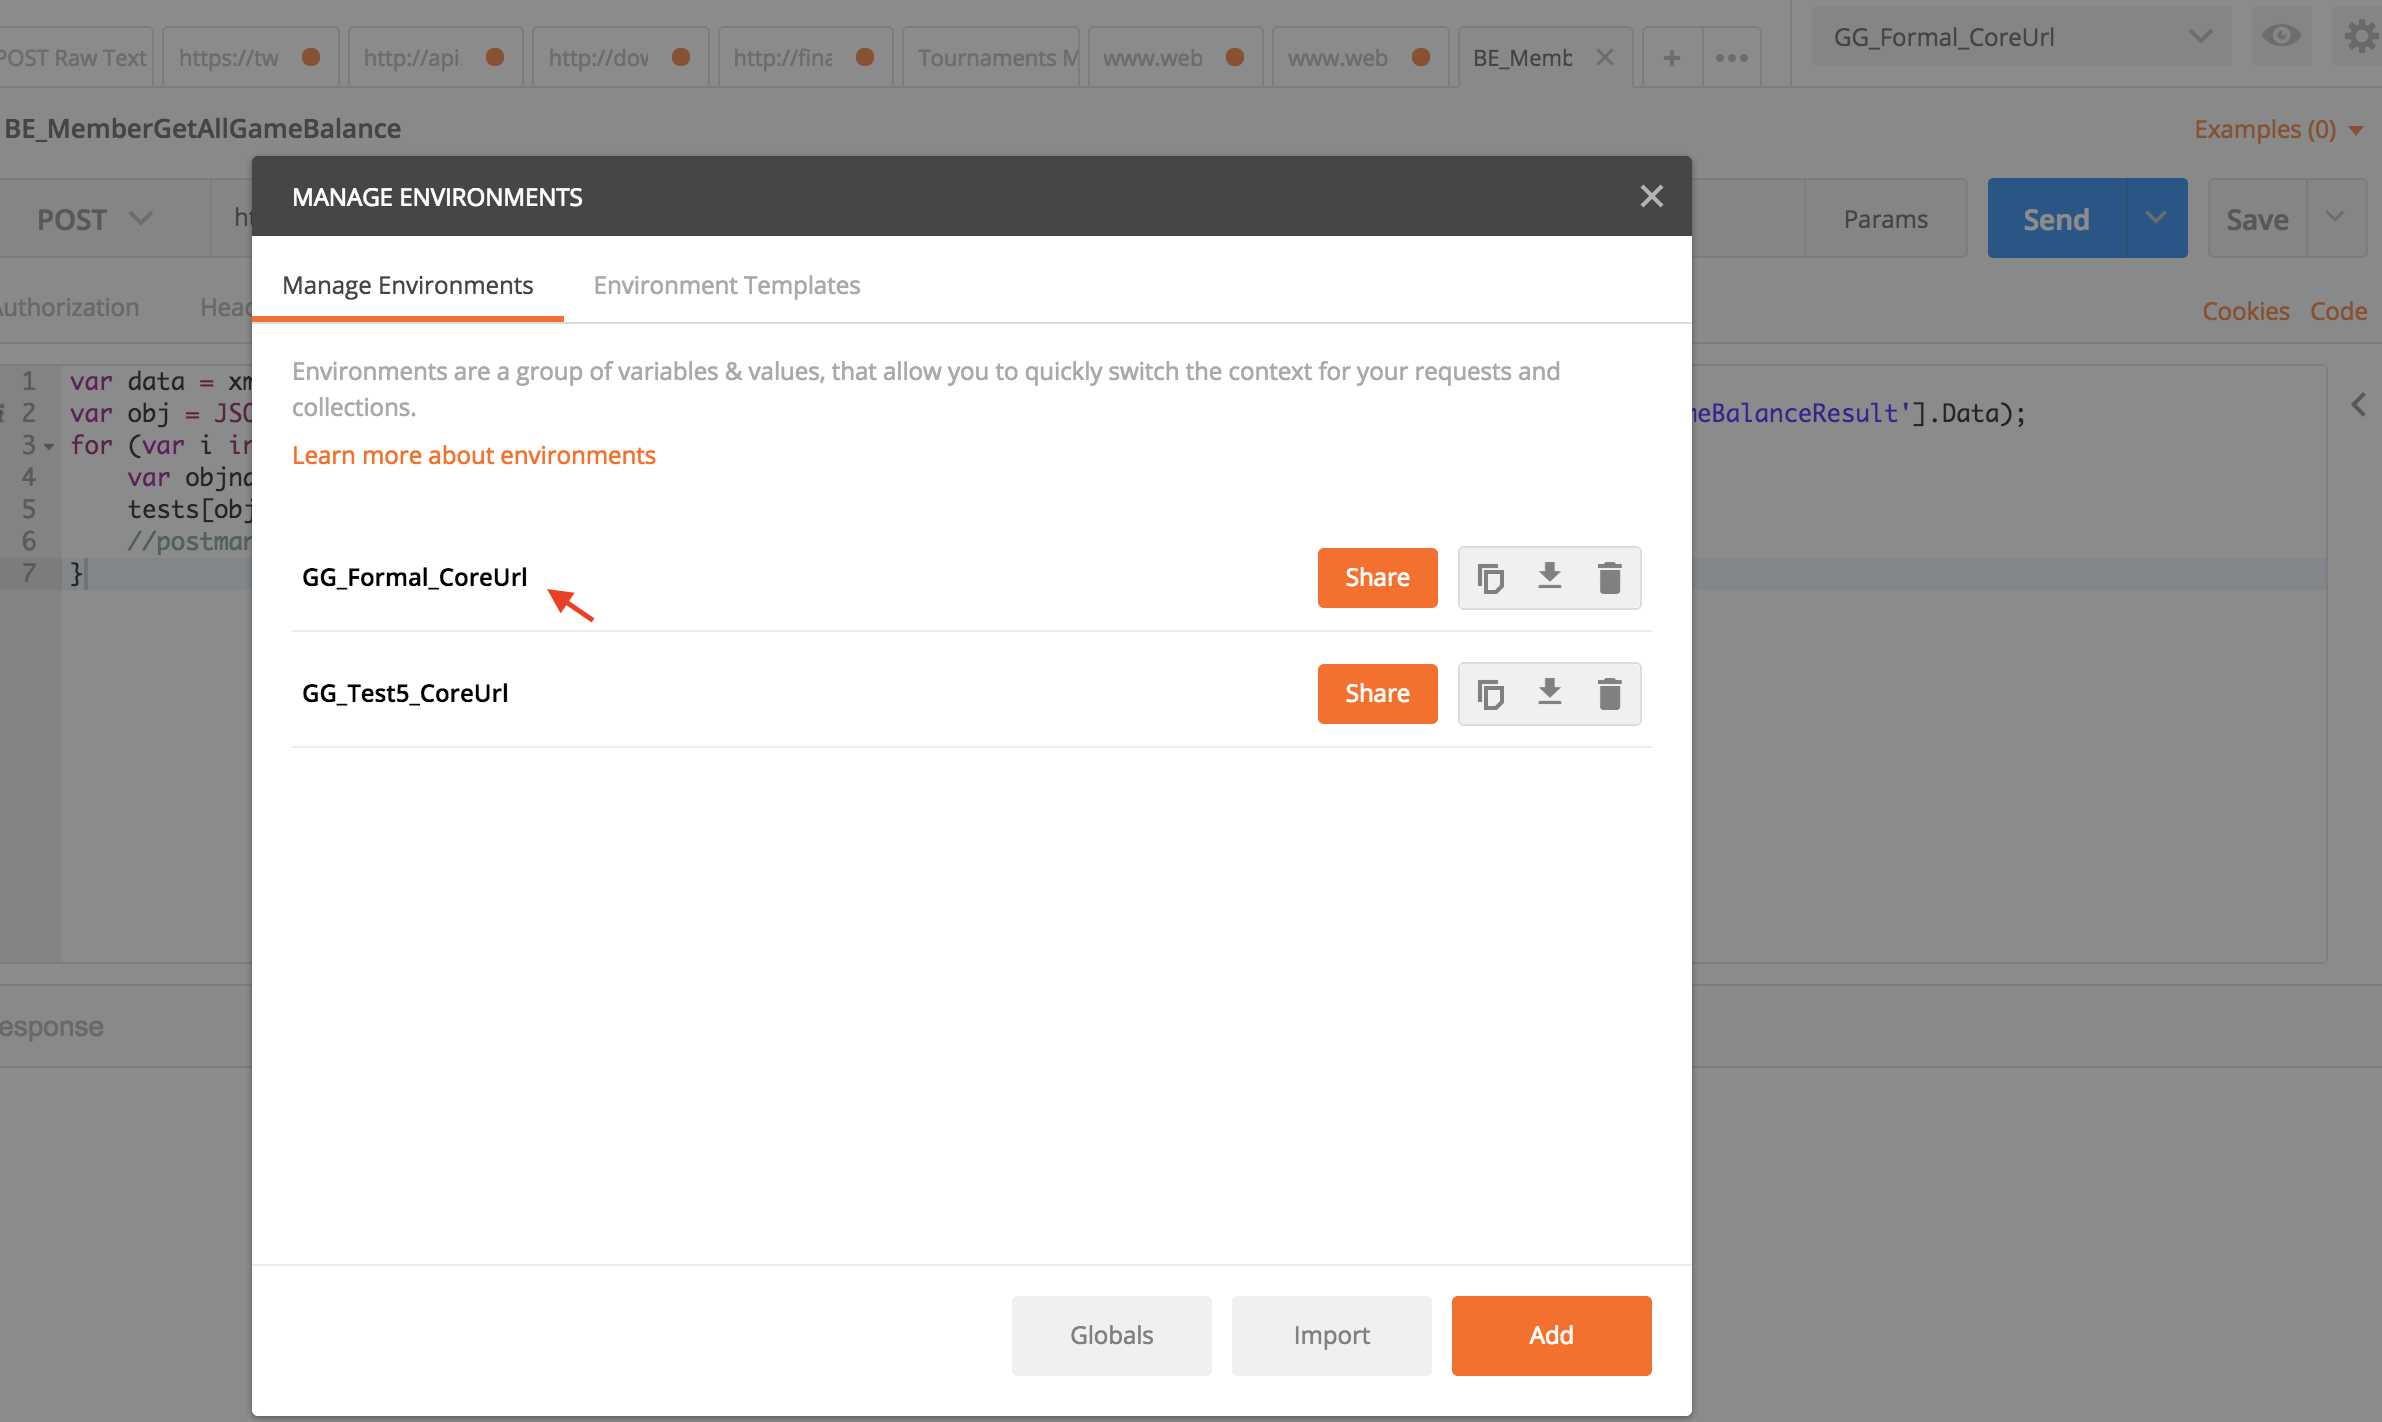 POST Raw Text https://tw http://api. http://dov http://fina Tournaments M www.web www.web BE_Memb + ••• GG_Formal_CoreUrl
BE_MemberGetAllGameBalance Examples (0)
MANAGE ENVIRONMENTS
POST ht Params Send Save
Manage Environments Environment Templates
uthorization Head Cookies Code
Environments are a group of variables & values, that allow you to quickly switch the context for your requests and
collections.
Learn more about environments
1 var data = xm
2 var obj = JSO meBalanceResult'].Data);
3 for (var i in
4 var objna
5 tests[obj
6 //postman
7 }
GG_Formal_CoreUrl Share
GG_Test5_CoreUrl Share
esponse
Globals Import Add